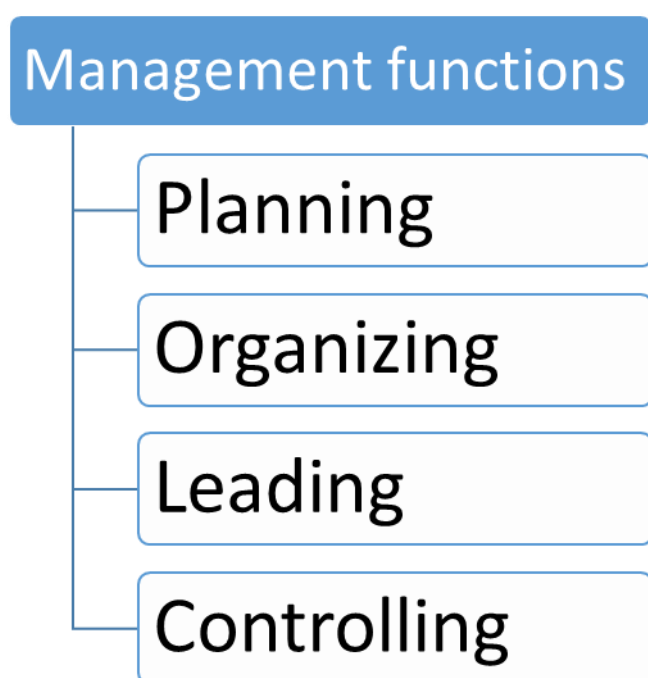 Management functions
Planning
Organizing
Leading
Controlling